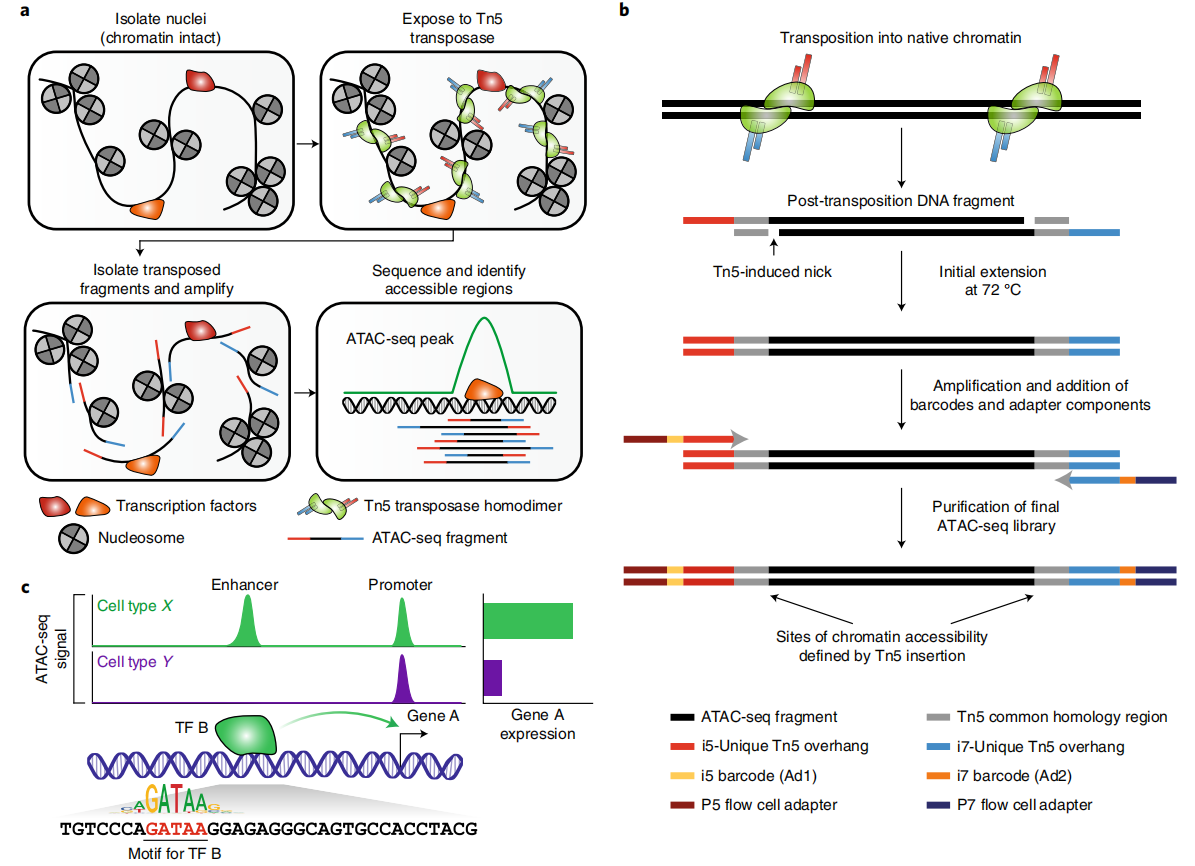 a
Isolate nuclei
(chromatin intact)
Expose to Tn5
transposase
Isolate transposed
fragments and amplify
Sequence and identify
accessible regions
ATAC-seq peak
Transcription factors
Tn5 transposase homodimer
Nucleosome
ATAC-seq fragment
b
Transposition into native chromatin
Post-transposition DNA fragment
Tn5-induced nick
Initial extension
at 72 °C
Amplification and addition of
barcodes and adapter components
Purification of final
ATAC-seq library
Sites of chromatin accessibility
defined by Tn5 insertion
ATAC-seq fragment
Tn5 common homology region
i5-Unique Tn5 overhang
i7-Unique Tn5 overhang
i5 barcode (Ad1)
i7 barcode (Ad2)
P5 flow cell adapter
P7 flow cell adapter
c
Enhancer
Promoter
ATAC-seq
signal
Cell type X
Cell type Y
Gene A
expression
TF B
Gene A
GATAA
TGTCCCAGATAAGGAGAGGGCAGTGCCACCTACG
Motif for TF B